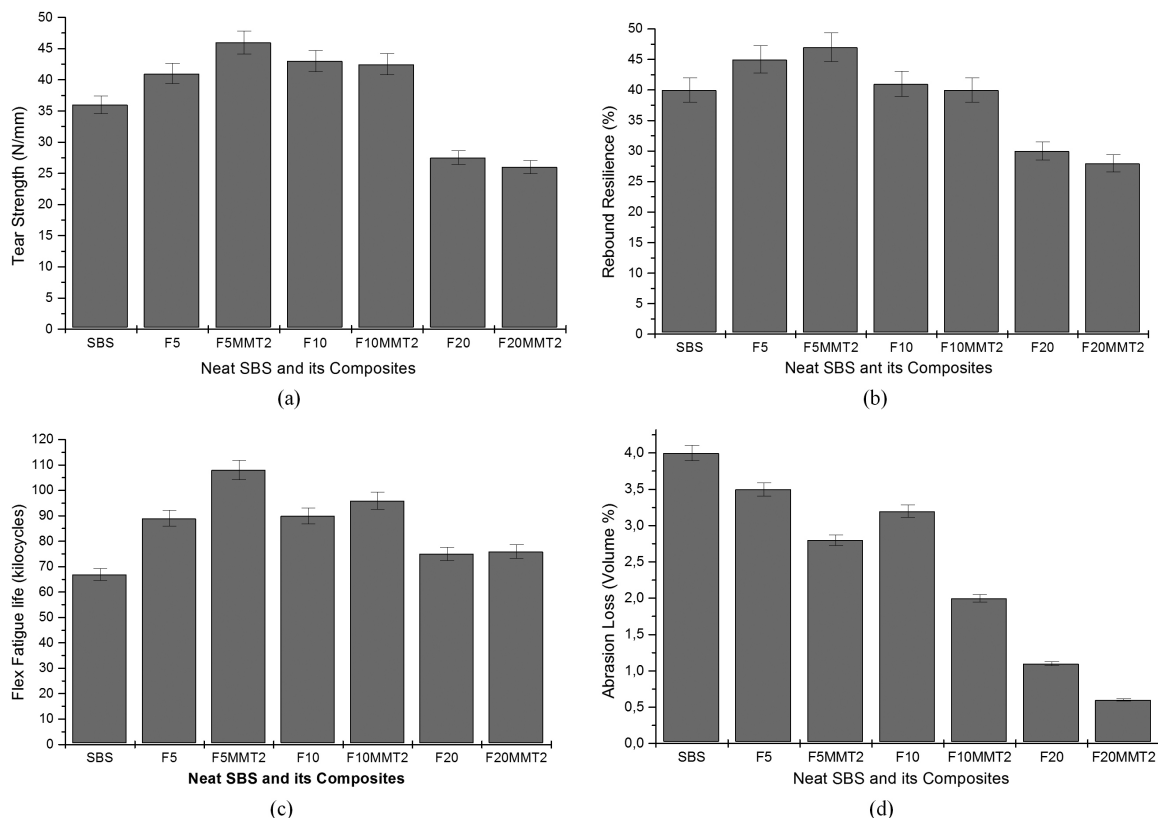 50
45
40
35
30
25
20
15
10
5
0
Tear Strength (N/mm)
SBS F5 F5MMT2 F10 F10MMT2 F20 F20MMT2
Neat SBS and its Composites
(a)
50
45
40
35
30
25
20
15
10
5
0
Rebound Resilience (%)
SBS F5 F5MMT2 F10 F10MMT2 F20 F20MMT2
Neat SBS ant its Composites
(b)
120
110
100
90
80
70
60
50
40
30
20
10
0
Flex Fatigue life (kilocycles)
SBS F5 F5MMT2 F10 F10MMT2 F20 F20MMT2
Neat SBS and its Composites
(c)
4,0
3,5
3,0
2,5
2,0
1,5
1,0
0,5
0,0
Abrasion Loss (Volume %)
SBS F5 F5MMT2 F10 F10MMT2 F20 F20MMT2
Neat SBS and its Composites
(d)